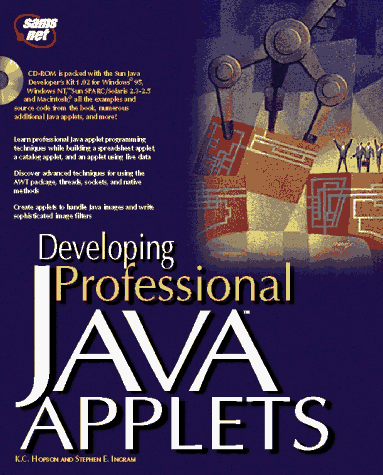 sams
net
CD-ROM is packed with the Sun Java
Developer's Kit 1.02 for Windows® 95,
Windows NT,™ Sun SPARC/Solaris 2.3-2.5
and Macintosh,® all the examples and
source code from the book, numerous
additional Java applets, and more!
Learn professional Java applet programming
techniques while building a spreadsheet applet,
a catalog applet, and an applet using live data
Discover advanced techniques for using the
AWT package, threads, sockets, and native
methods
Create applets to handle Java images and write
sophisticated image filters
Developing
Professional
JAVA™
APPLETS
K.C. HOPSON AND STEPHEN E. INGRAM